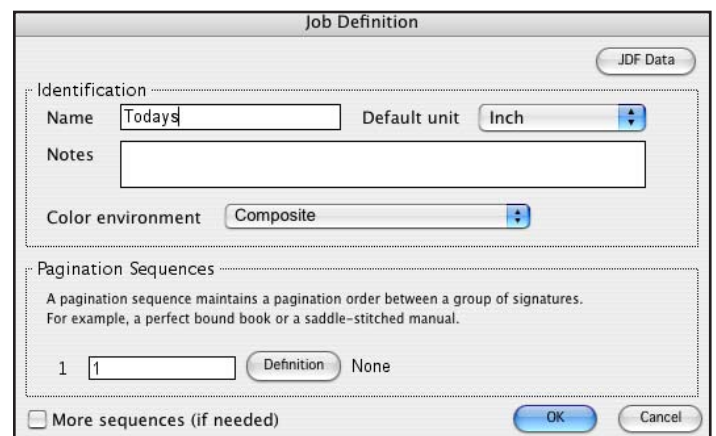 Job Definition
JDF Data
Identification
Name Todays Default unit Inch
Notes
Color environment Composite
Pagination Sequences
A pagination sequence maintains a pagination order between a group of signatures.
For example, a perfect bound book or a saddle-stitched manual.
1 1 Definition None
More sequences (if needed) OK Cancel